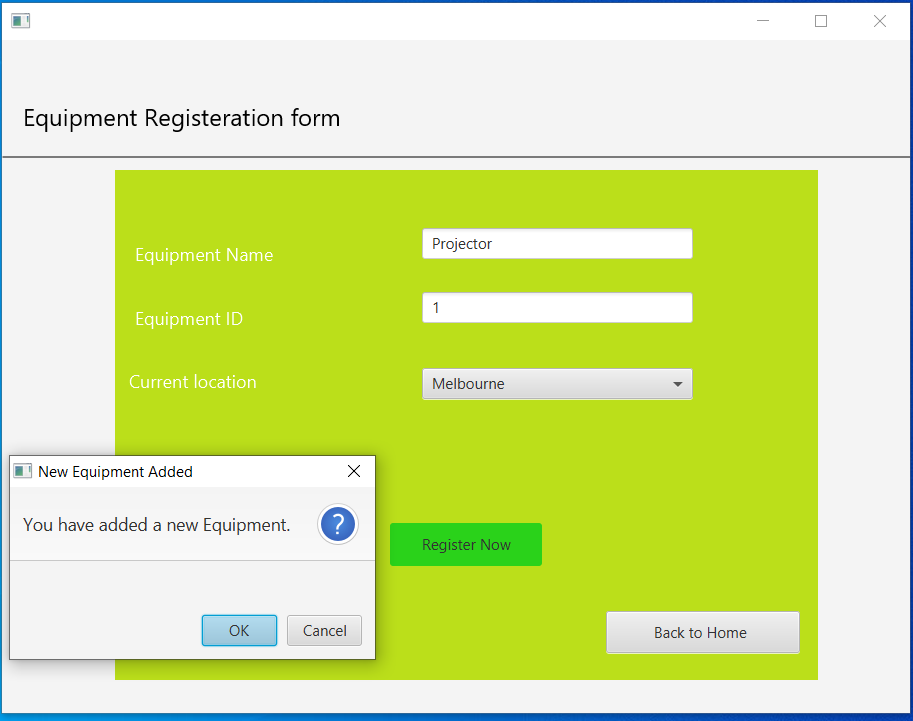 Equipment Registeration form
Equipment Name
Projector
Equipment ID
1
Current location
Melbourne
New Equipment Added
You have added a new Equipment.
?
OK
Cancel
Register Now
Back to Home